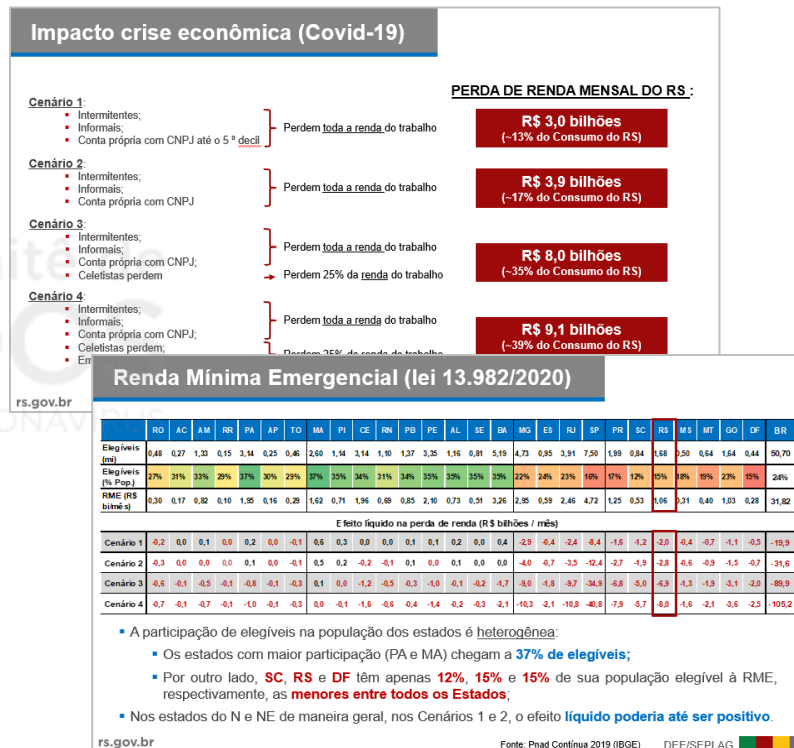 Impacto crise econômica (Covid-19)
PERDA DE RENDA MENSAL DO RS :
Cenário 1:
Intermitentes;
Informais;
Conta própria com CNPJ até o 5 º decil
Perdem toda a renda do trabalho
R$ 3,0 bilhões
(~13% do Consumo do RS)
Cenário 2:
Intermitentes;
Informais;
Conta própria com CNPJ
Perdem toda a renda do trabalho
R$ 3,9 bilhões
(~17% do Consumo do RS)
Cenário 3:
Intermitentes;
Informais;
Conta própria com CNPJ;
Perdem toda a renda do trabalho
Celetistas perdem
Perdem 25% da renda do trabalho
R$ 8,0 bilhões
(~35% do Consumo do RS)
Cenário 4:
Intermitentes;
Informais;
Conta própria com CNPJ;
Perdem toda a renda do trabalho
Celetistas perdem;
R$ 9,1 bilhões
(~39% do Consumo do RS)
rs.gov.br
Renda Mínima Emergencial (lei 13.982/2020)
RO AC AM RR PA AP TO MA PI CE RN PB PE AL SE BA MG ES RJ SP PR SC RS MS MT GO DF BR
Elegíveis (mi) 0,48 0,27 1,33 0,15 3,14 0,25 0,46 2,60 1,14 3,14 1,10 1,37 3,35 1,16 0,81 5,19 4,73 0,95 3,91 7,50 1,99 0,84 1,68 0,50 0,64 1,64 0,44 50,70
Elegíveis (% Pop.) 27% 31% 33% 29% 37% 30% 29% 37% 35% 34% 31% 34% 35% 35% 35% 35% 22% 24% 23% 16% 17% 12% 15% 18% 19% 23% 15% 24%
RME (R$ bi/mês) 0,30 0,17 0,82 0,10 1,95 0,16 0,29 1,62 0,71 1,96 0,69 0,85 2,10 0,73 0,51 3,26 2,95 0,59 2,46 4,72 1,25 0,53 1,06 0,31 0,40 1,03 0,28 31,82
Efeito líquido na perda de renda (R$ bilhões / mês)
Cenário 1 -0,2 0,0 0,1 0,0 0,2 0,0 -0,1 0,6 0,3 0,0 0,0 0,1 0,1 0,2 0,0 0,4 -2,9 -0,4 -2,4 -8,4 -1,6 -1,2 -2,0 -0,4 -0,7 -1,1 -0,5 -19,9
Cenário 2 -0,3 0,0 0,0 0,0 0,1 0,0 -0,1 0,5 0,2 -0,2 -0,1 0,1 0,0 0,1 0,0 0,0 -4,0 -0,7 -3,5 -12,4 -2,7 -1,9 -2,8 -0,6 -0,9 -1,5 -0,7 -31,6
Cenário 3 -0,6 -0,1 -0,5 -0,1 -0,8 -0,1 -0,3 0,1 0,0 -1,2 -0,5 -0,3 -1,0 -0,1 -0,2 -1,7 -9,0 -1,8 -9,7 -34,9 -6,8 -5,0 -6,9 -1,3 -1,9 -3,1 -2,0 -89,9
Cenário 4 -0,7 -0,1 -0,7 -0,1 -1,0 -0,1 -0,3 0,0 -0,1 -1,6 -0,6 -0,4 -1,4 -0,2 -0,3 -2,1 -10,3 -2,1 -10,8 -40,8 -7,9 -5,7 -8,0 -1,6 -2,1 -3,6 -2,5 -105,2
A participação de elegíveis na população dos estados é heterogênea:
Os estados com maior participação (PA e MA) chegam a 37% de elegíveis;
Por outro lado, SC, RS e DF têm apenas 12%, 15% e 15% de sua população elegível à RME,
respectivamente, as menores entre todos os Estados;
Nos estados do N e NE de maneira geral, nos Cenários 1 e 2, o efeito líquido poderia até ser positivo.
rs.gov.br
Fonte: Pnad Contínua 2019 (IBGE)
DEE/SEPLAG